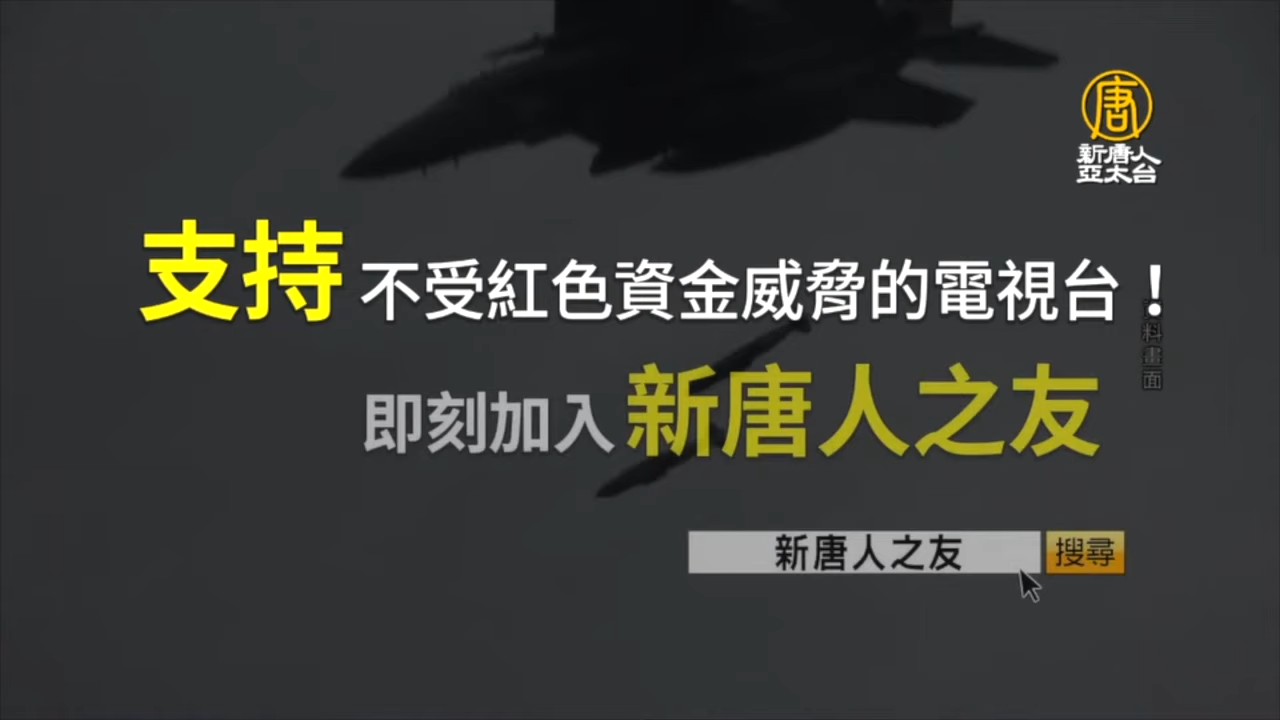 唐
新唐人
亞太台
支持 不受紅色資金威脅的電視台！
料畫面
即刻加入 新唐人之友
新唐人之友 搜尋